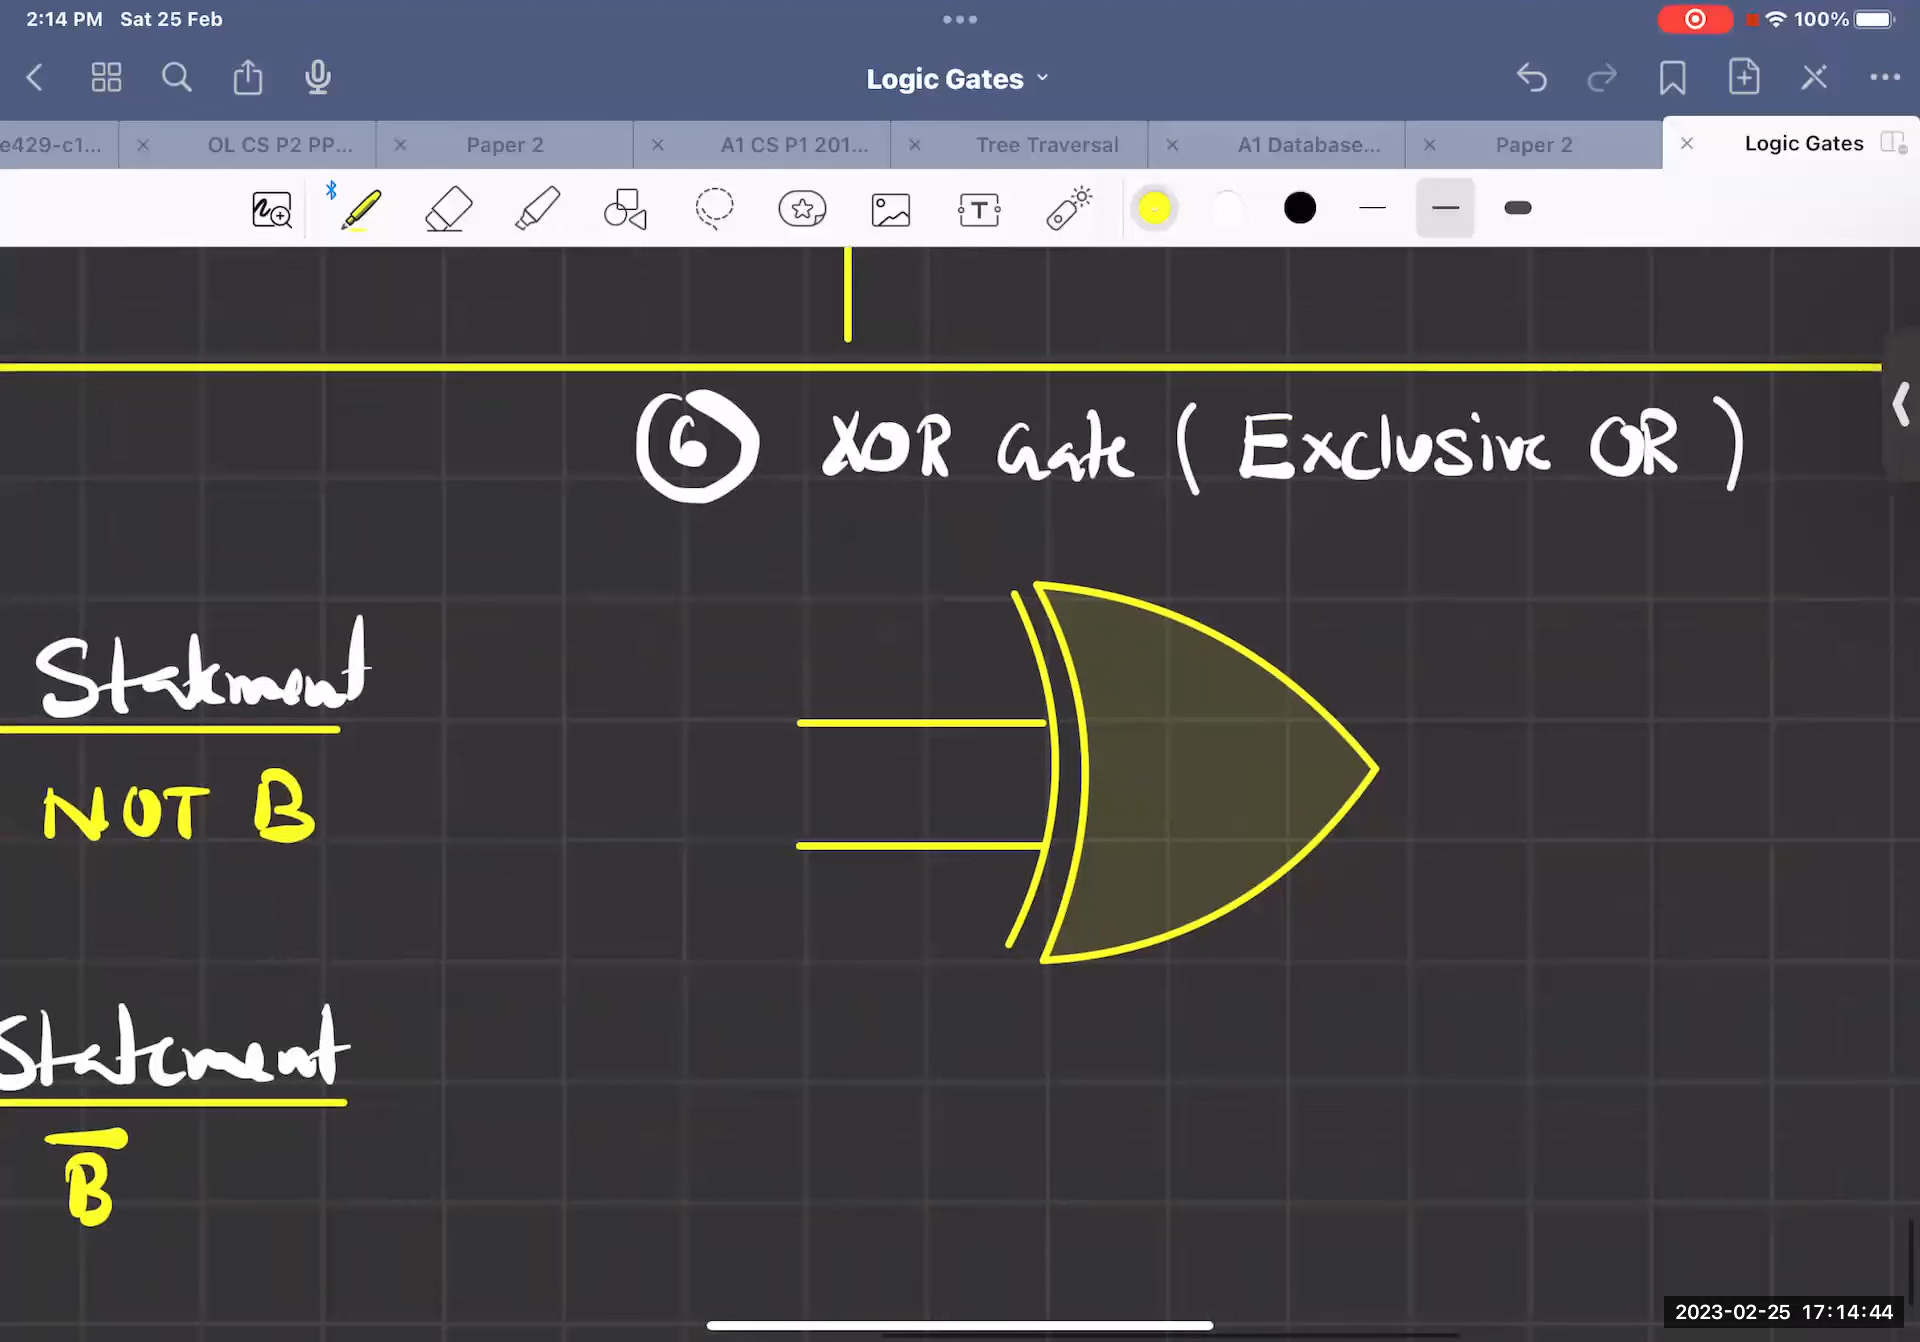 2:14 PM Sat 25 Feb
100%
Logic Gates
e429-c1...
OL CS P2 PP...
Paper 2
A1 CS P1 201...
Tree Traversal
A1 Database...
Paper 2
Logic Gates
T
6 XOR Gate ( Exclusive OR )
Statement
NOT B
Statement
B̅
2023-02-25 17:14:44